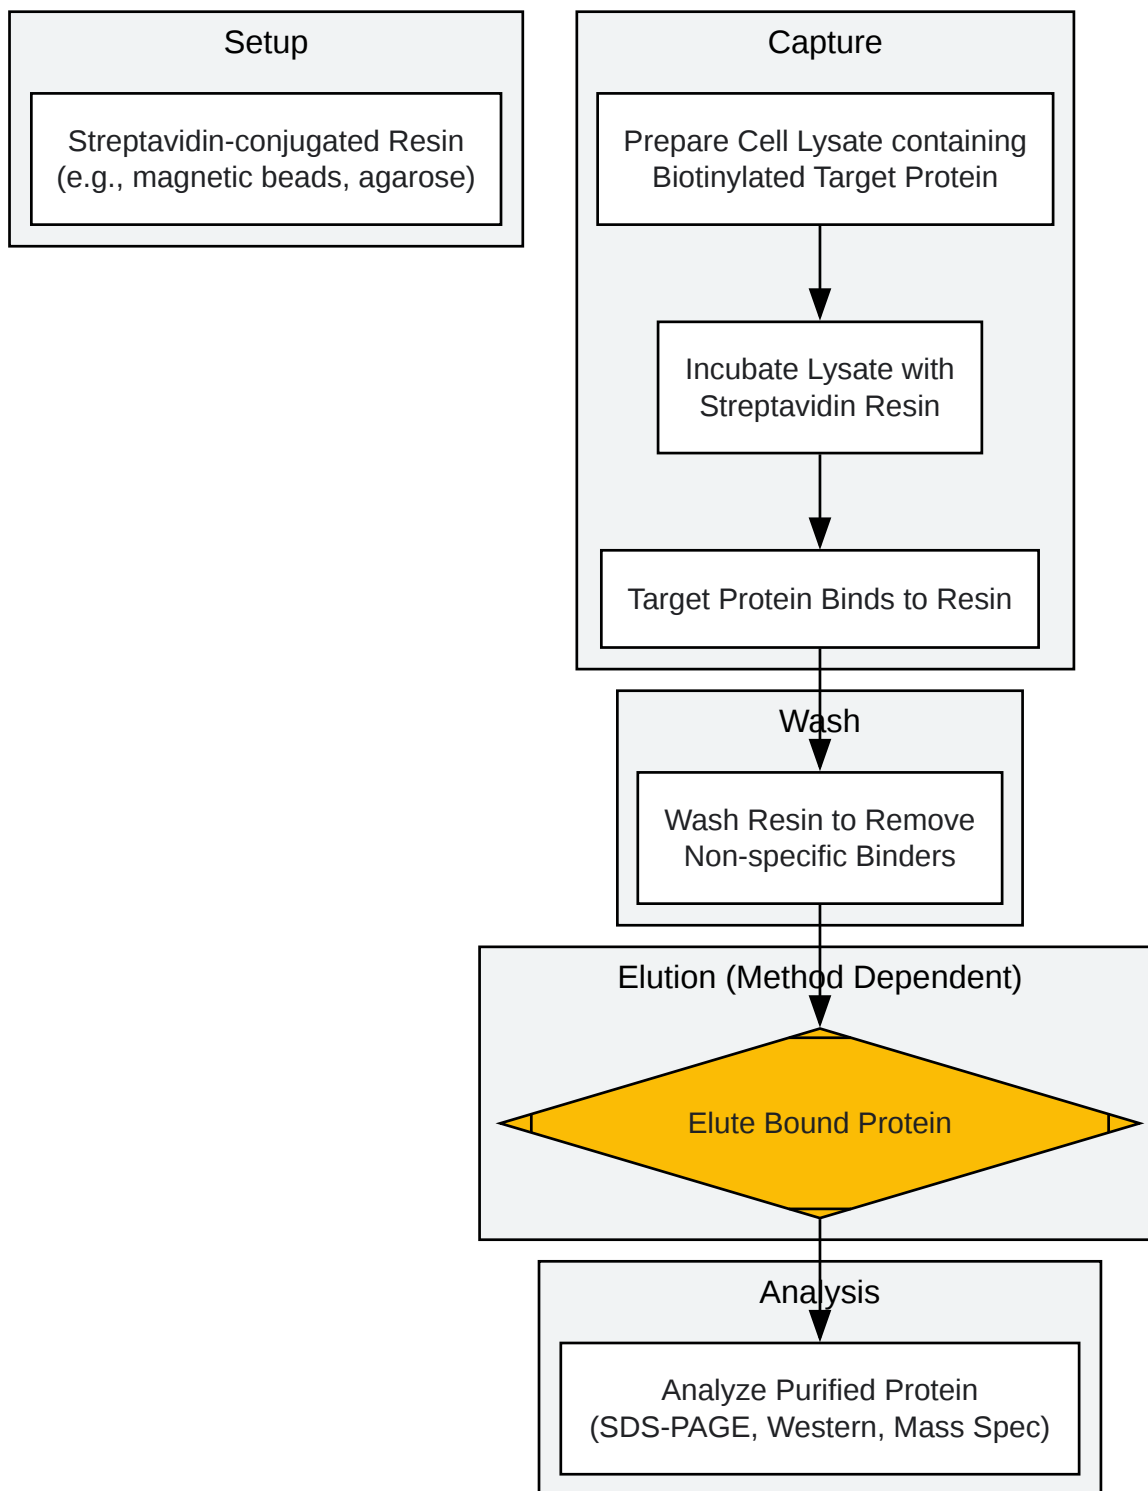 Setup
Streptavidin-conjugated Resin
(e.g., magnetic beads, agarose)
Capture
Prepare Cell Lysate containing
Biotinylated Target Protein
Incubate Lysate with
Streptavidin Resin
Target Protein Binds to Resin
Wash
Wash Resin to Remove
Non-specific Binders
Elution (Method Dependent)
Elute Bound Protein
Analysis
Analyze Purified Protein
(SDS-PAGE, Western, Mass Spec)